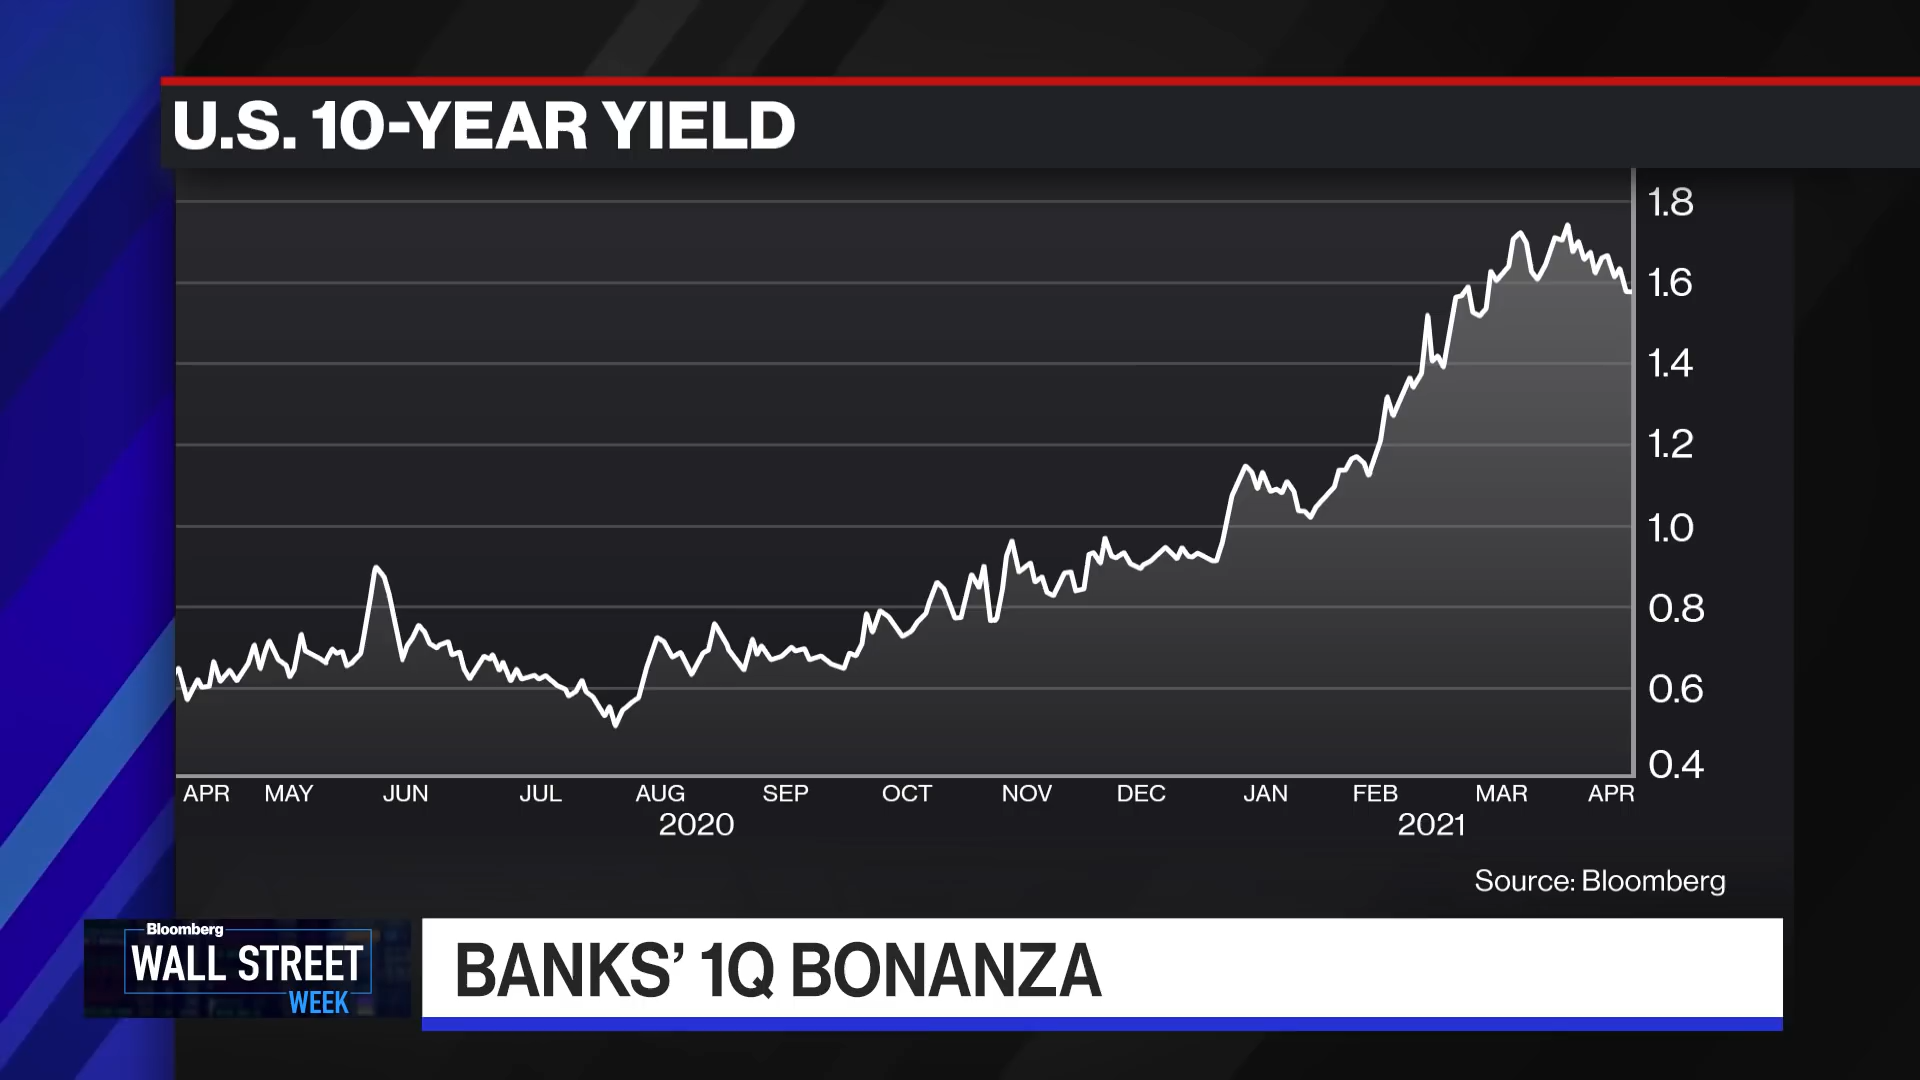 U.S. 10-YEAR YIELD
1.8
1.6
1.4
1.2
1.0
0.8
0.6
0.4
APR MAY JUN JUL AUG SEP OCT NOV DEC JAN FEB MAR APR
2020 2021
Source: Bloomberg
Bloomberg
WALL STREET
WEEK
BANKS’ 1Q BONANZA